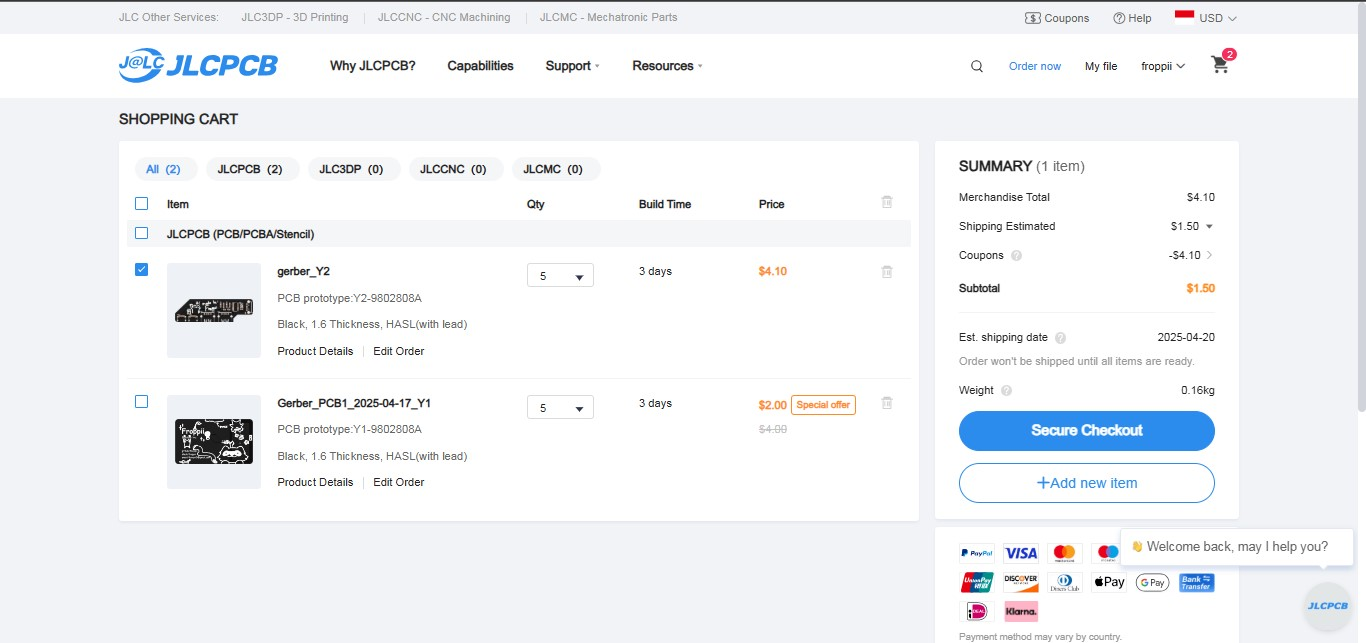 JLC Other Services: JLC3DP - 3D Printing JLCCNC - CNC Machining JLCMC - Mechatronic Parts Coupons Help USD
J@LC JLCPCB Why JLCPCB? Capabilities Support Resources Order now My file froppii 2
SHOPPING CART
All (2) JLCPCB (2) JLC3DP (0) JLCCNC (0) JLCMC (0)
Item Qty Build Time Price
JLCPCB (PCB/PCBA/Stencil)
gerber_Y2 5 3 days $4.10
PCB prototype:Y2-9802808A
Black, 1.6 Thickness, HASL(with lead)
Product Details Edit Order
Gerber_PCB1_2025-04-17_Y1 5 3 days $2.00 Special offer
PCB prototype:Y1-9802808A $4.00
Froppii
Black, 1.6 Thickness, HASL(with lead)
Product Details Edit Order
SUMMARY (1 item)
Merchandise Total $4.10
Shipping Estimated $1.50
Coupons ? -$4.10
Subtotal $1.50
Est. shipping date ? 2025-04-20
Order won't be shipped until all items are ready.
Weight ? 0.16kg
Secure Checkout
+Add new item
👋 Welcome back, may I help you?
PayPal VISA
UnionPay DISCOVER Diners Club Pay G Pay Bank Transfer
iDEAL Klarna.
JLCPCB
Payment method may vary by country.